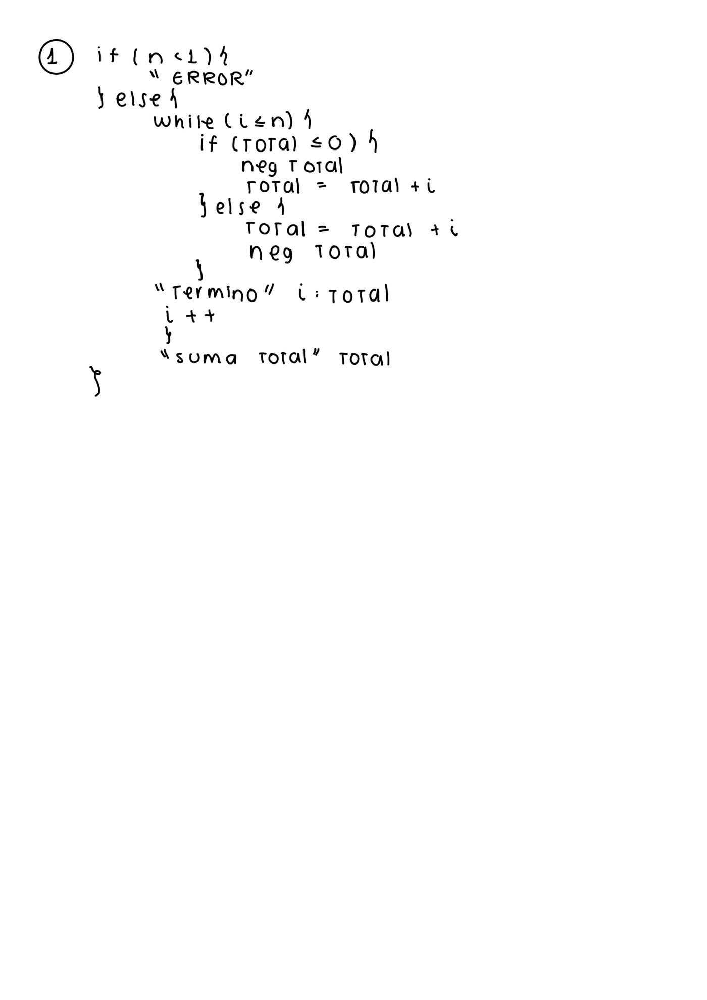 1 if (n < 1) {
"ERROR"
} else {
while (i ≤ n) {
if (Total ≤ 0) {
neg Total
Total = Total + i
} else {
Total = Total + i
neg Total
}
"Termino" i : Total
i ++
}
"suma Total" Total
}